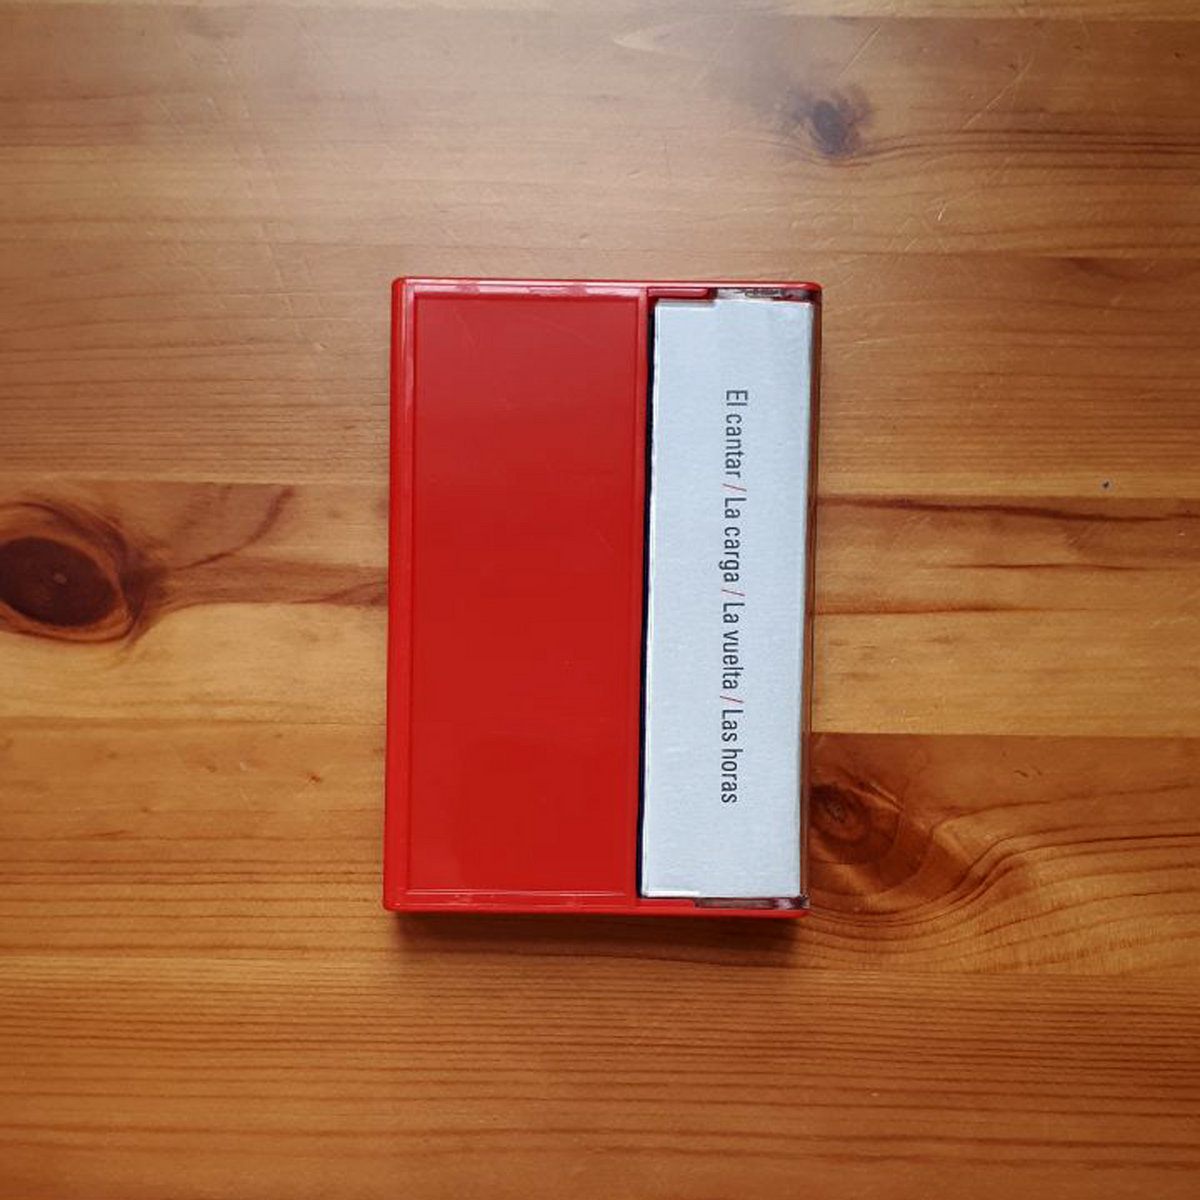 El cantar / La carga / La vuelta / Las horas